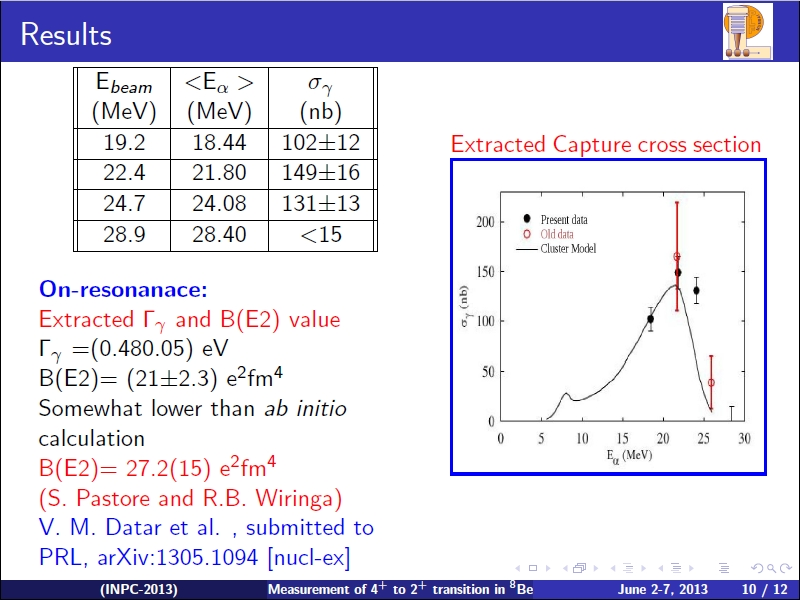 Results
E_beam <E_α > σ_γ
(MeV) (MeV) (nb)
19.2 18.44 102±12
22.4 21.80 149±16
24.7 24.08 131±13
28.9 28.40 <15
On-resonanace:
Extracted Γ_γ and B(E2) value
Γ_γ =(0.480.05) eV
B(E2)= (21±2.3) e²fm⁴
Somewhat lower than ab initio
calculation
B(E2)= 27.2(15) e²fm⁴
(S. Pastore and R.B. Wiringa)
V. M. Datar et al. , submitted to
PRL, arXiv:1305.1094 [nucl-ex]
Extracted Capture cross section
Present data
Old data
Cluster Model
200
150
100
50
0
σ_γ (nb)
0 5 10 15 20 25 30
E_α (MeV)
(INPC-2013) Measurement of 4⁺ to 2⁺ transition in ⁸Be June 2-7, 2013 10 / 12